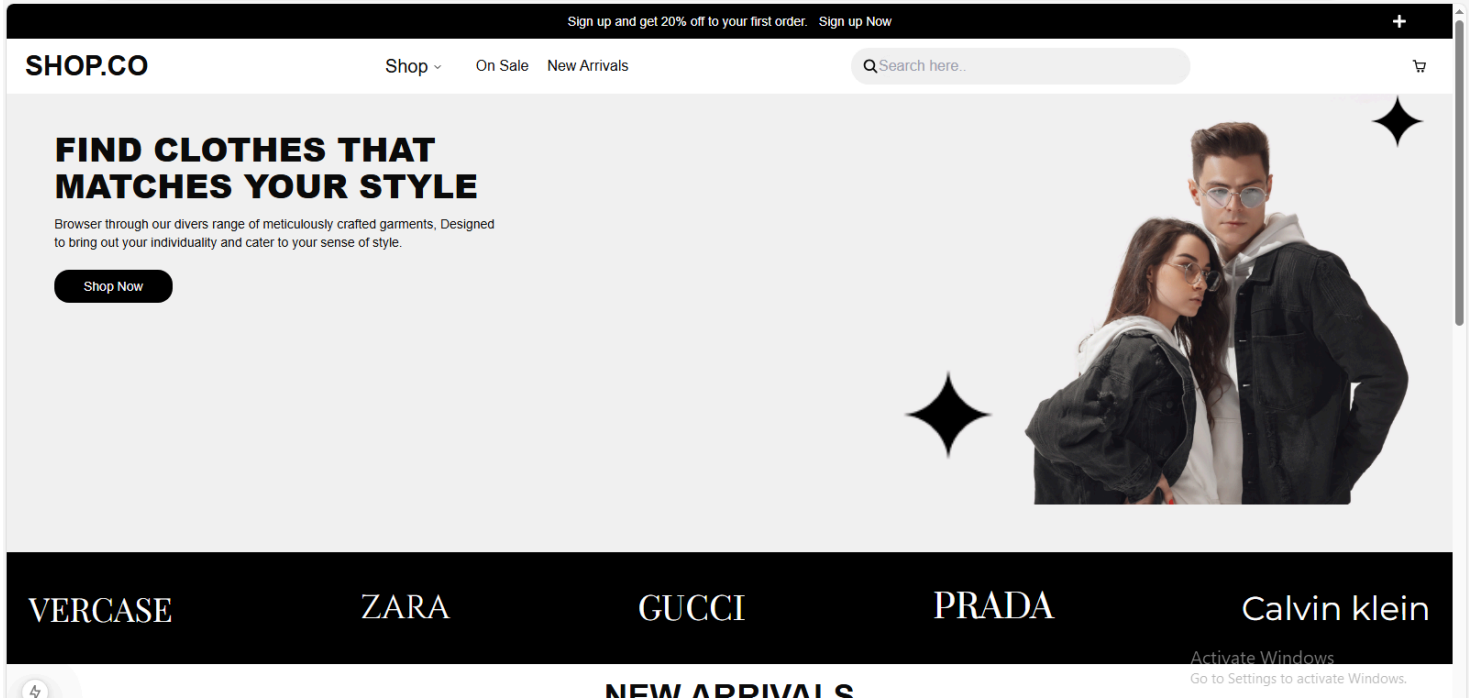 Sign up and get 20% off to your first order. Sign up Now
SHOP.CO
Shop
On Sale
New Arrivals
Search here..
FIND CLOTHES THAT
MATCHES YOUR STYLE
Browser through our divers range of meticulously crafted garments, Designed
to bring out your individuality and cater to your sense of style.
Shop Now
VERCASE
ZARA
GUCCI
PRADA
Calvin klein
Activate Windows
Go to Settings to activate Windows.
NEW ARRIVALS